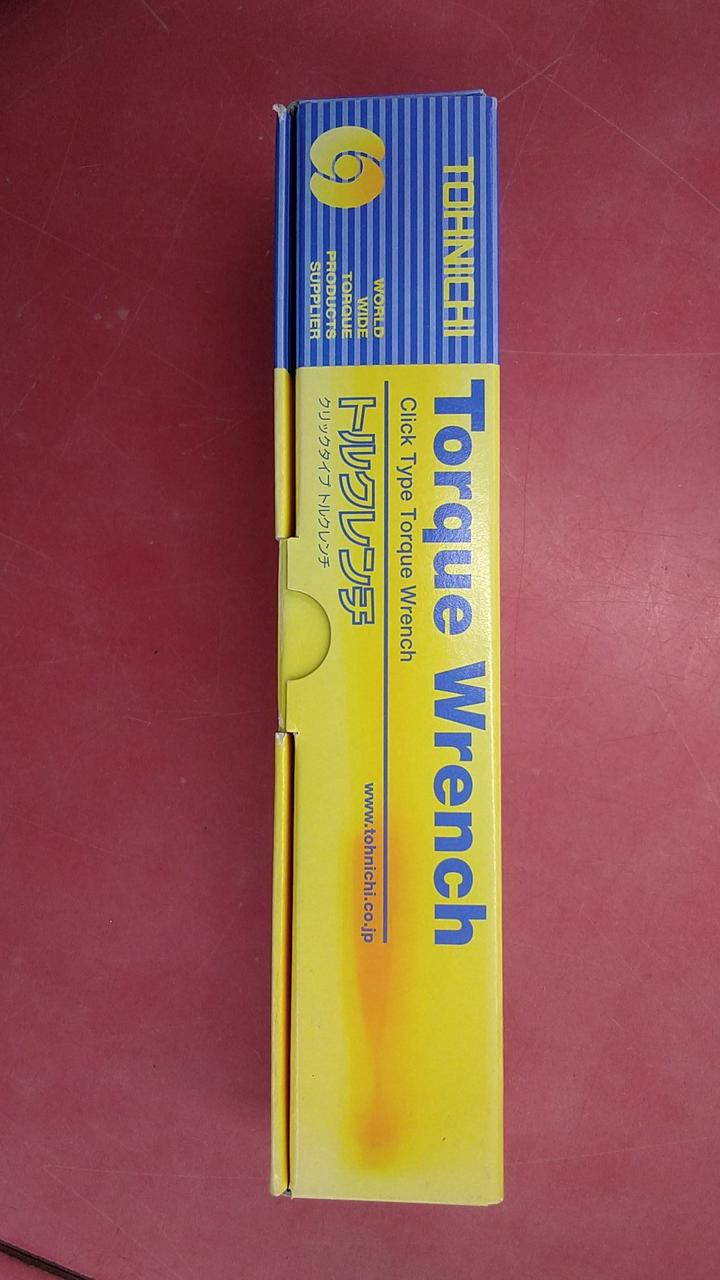 TOHNICHI
WORLD
WIDE
TORQUE
PRODUCTS
SUPPLIER
Torque Wrench
Click Type Torque Wrench
トルクレンチ
クリックタイプ トルクレンチ
www.tohnichi.co.jp